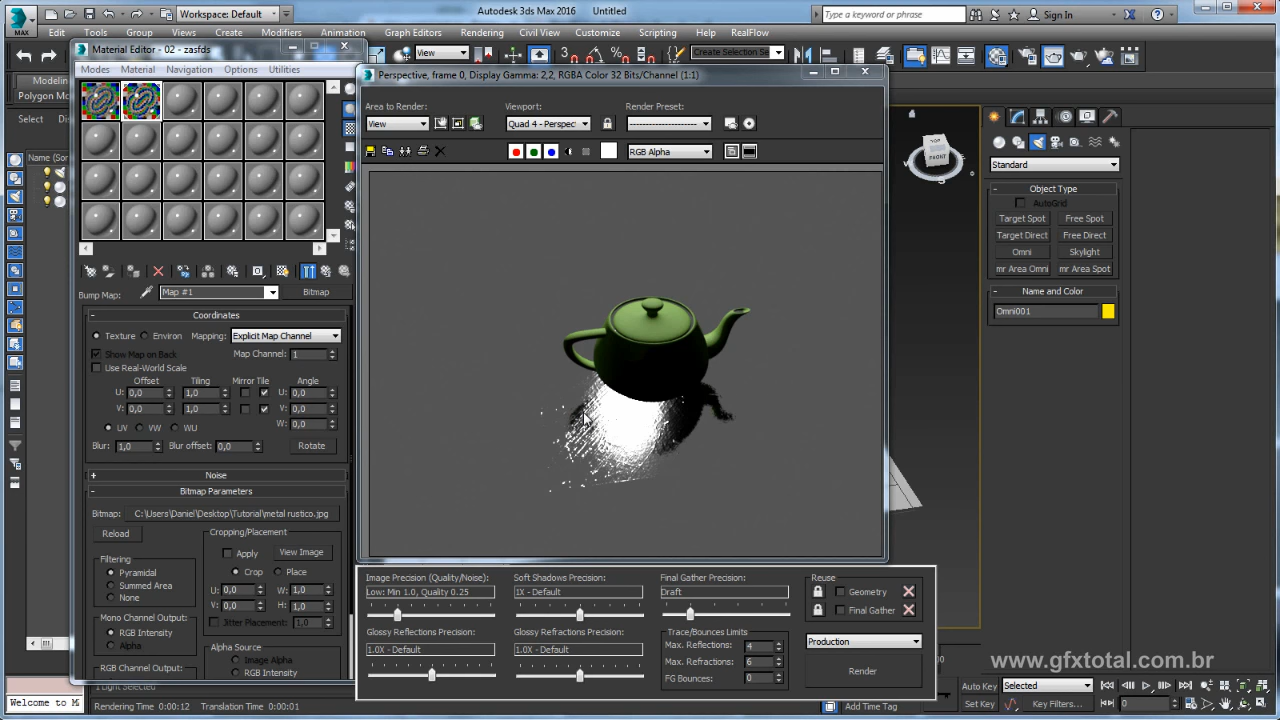 MAX
Workspace: Default
Autodesk 3ds Max 2016 Untitled
Type a keyword or phrase
Sign In
Edit Tools Group Views Create Modifiers Animation Graph Editors Rendering Civil View Customize Scripting Help RealFlow
View
Create Selection Se
Modeling
Polygon Mod
Select
Name (Sor
Material Editor - 02 - zasfds
Modes Material Navigation Options Utilities
Bump Map: Map #1 Bitmap
- Coordinates
Texture Environ Mapping: Explicit Map Channel
Show Map on Back Map Channel: 1
Use Real-World Scale
Offset Tiling Mirror Tile Angle
U: 0,0 1,0 U: 0,0
V: 0,0 1,0 V: 0,0
UV VW WU W: 0,0
Blur: 1,0 Blur offset: 0,0 Rotate
+ Noise
- Bitmap Parameters
Bitmap: C:\Users\Daniel\Desktop\Tutorial\metal rustico.jpg
Reload
Cropping/Placement
Apply View Image
Crop Place
U: 0,0 W: 1,0
V: 0,0 H: 1,0
Jitter Placement: 1,0
Filtering
Pyramidal
Summed Area
None
Mono Channel Output:
RGB Intensity
Alpha
RGB Channel Output:
Alpha Source
Image Alpha
RGB Intensity
1 Light Selected
Welcome to M
Rendering Time 0:00:12 Translation Time 0:00:01
Perspective, frame 0, Display Gamma: 2,2, RGBA Color 32 Bits/Channel (1:1)
Area to Render: Viewport: Render Preset:
View Quad 4 - Perspec
RGB Alpha
Image Precision (Quality/Noise):
Low: Min 1.0, Quality 0.25
Soft Shadows Precision:
1X - Default
Final Gather Precision:
Draft
Glossy Reflections Precision:
1.0X - Default
Glossy Refractions Precision:
1.0X - Default
Trace/Bounces Limits
Max. Reflections: 4
Max. Refractions: 6
FG Bounces: 0
Reuse
Geometry
Final Gather
Production
Render
TOP
FRONT
Standard
- Object Type
AutoGrid
Target Spot Free Spot
Target Direct Free Direct
Omni Skylight
mr Area Omni mr Area Spot
- Name and Color
Omni001
www.gfxtotal.com.br
Auto Key Selected
Set Key Key Filters... 0
Add Time Tag